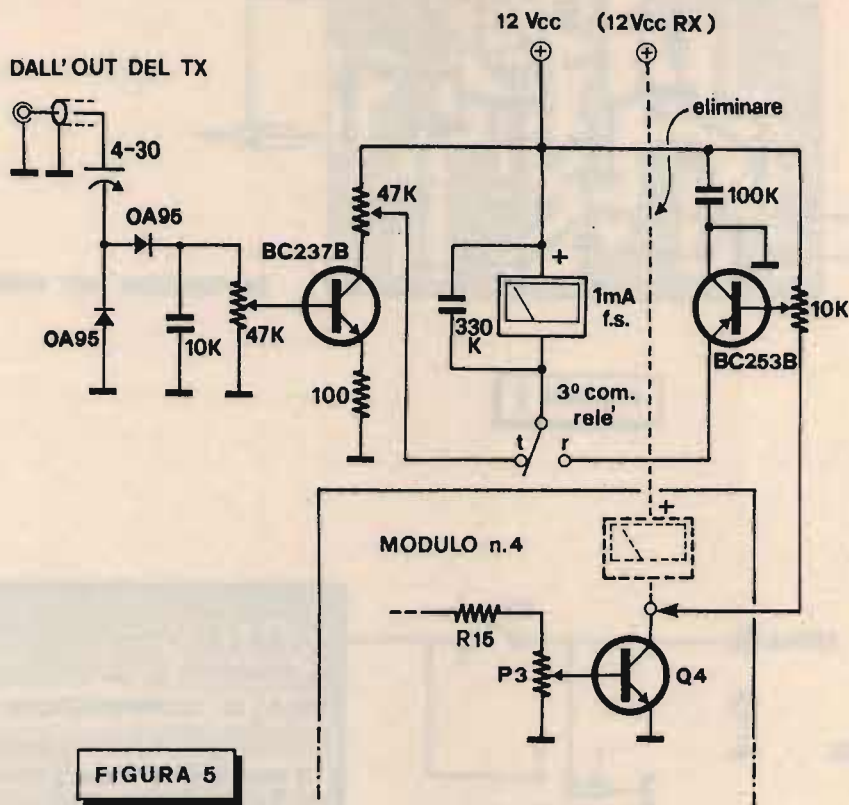 12 Vcc
(12Vcc RX)
DALL'OUT DEL TX
eliminare
4-30
47K
100K
OA95
BC237B
+
1mA
f.s.
10K
OA95
10K
47K
330
K
BC253B
100
3º com.
rele'
t
r
+
MODULO n.4
R15
P3
Q4
FIGURA 5